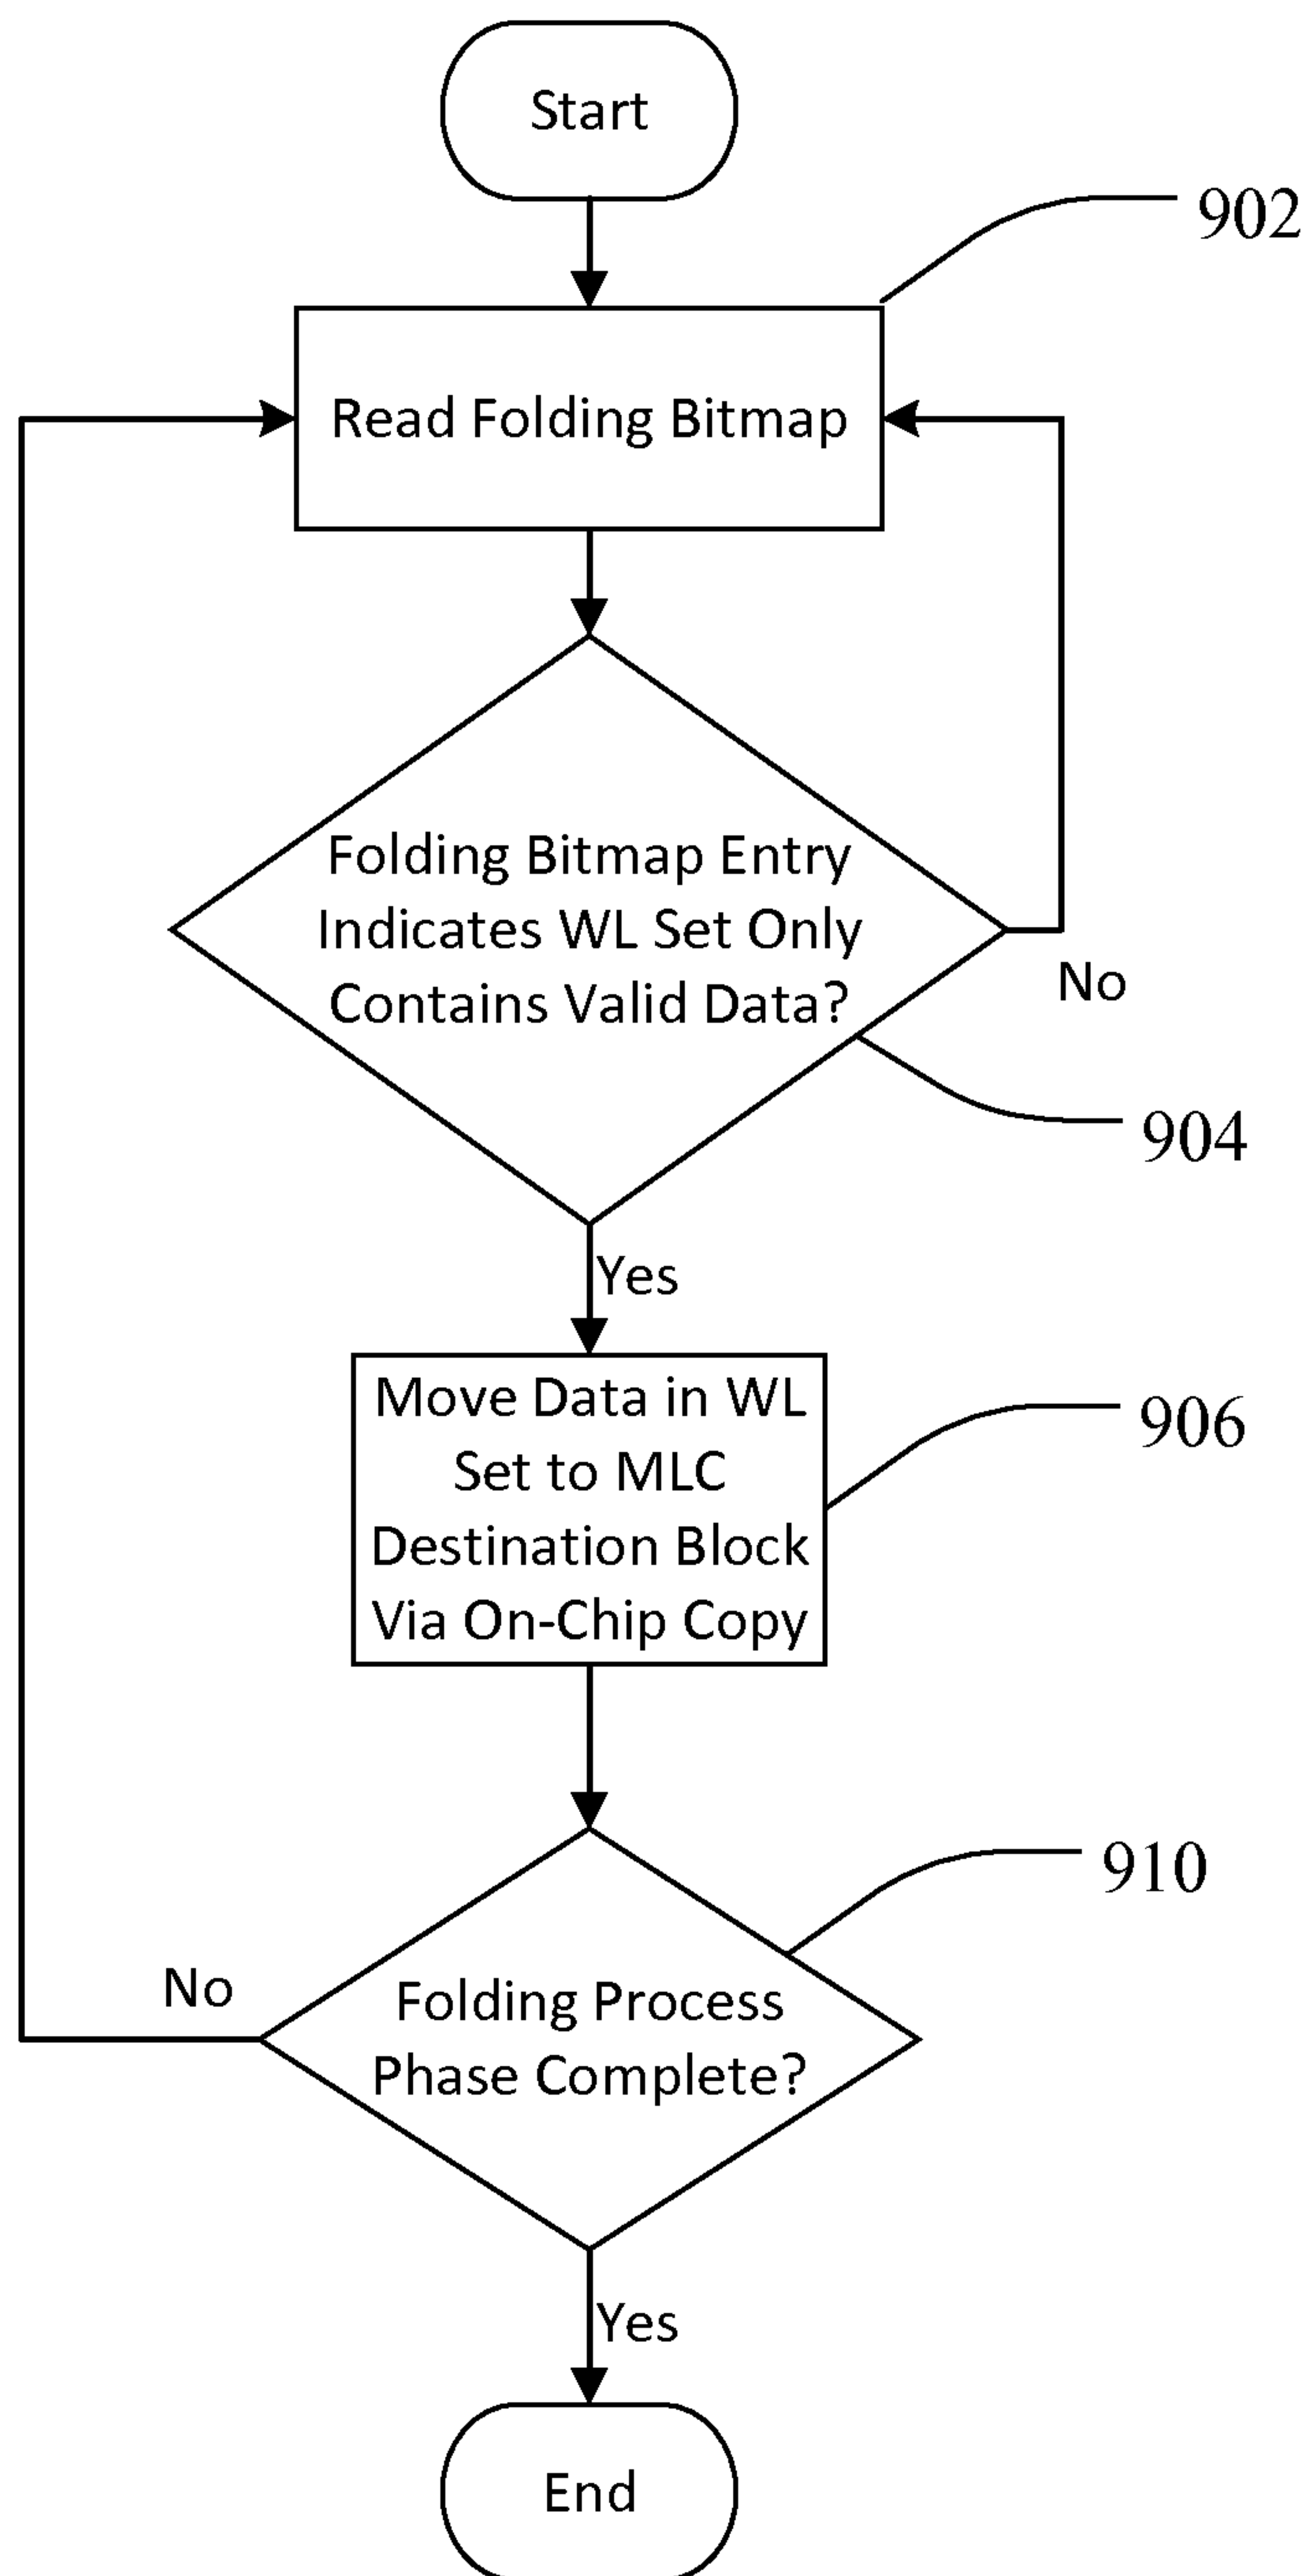 Start
902
Read Folding Bitmap
Folding Bitmap Entry
Indicates WL Set Only
Contains Valid Data?
No
904
Yes
Move Data in WL
Set to MLC
Destination Block
Via On-Chip Copy
906
910
No
Folding Process
Phase Complete?
Yes
End